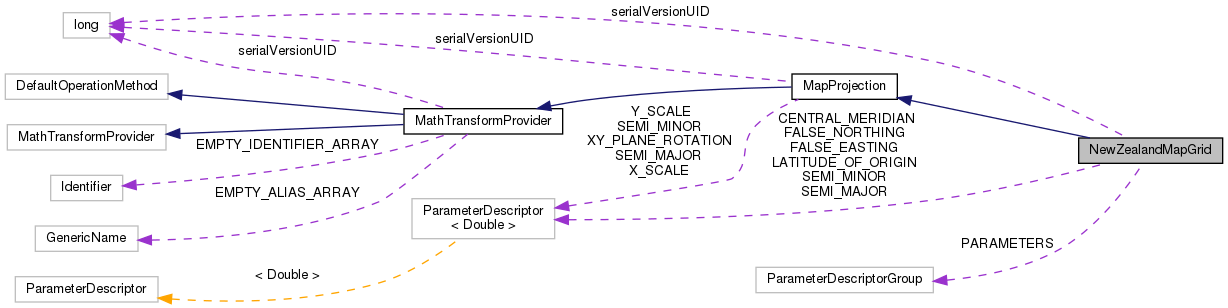 long
serialVersionUID
serialVersionUID
serialVersionUID
DefaultOperationMethod
MapProjection
MathTransformProvider
MathTransformProvider
Y_SCALE
SEMI_MINOR
XY_PLANE_ROTATION
SEMI_MAJOR
X_SCALE
CENTRAL_MERIDIAN
FALSE_NORTHING
FALSE_EASTING
LATITUDE_OF_ORIGIN
SEMI_MINOR
SEMI_MAJOR
NewZealandMapGrid
EMPTY_IDENTIFIER_ARRAY
Identifier
EMPTY_ALIAS_ARRAY
GenericName
ParameterDescriptor
< Double >
PARAMETERS
< Double >
ParameterDescriptor
ParameterDescriptorGroup